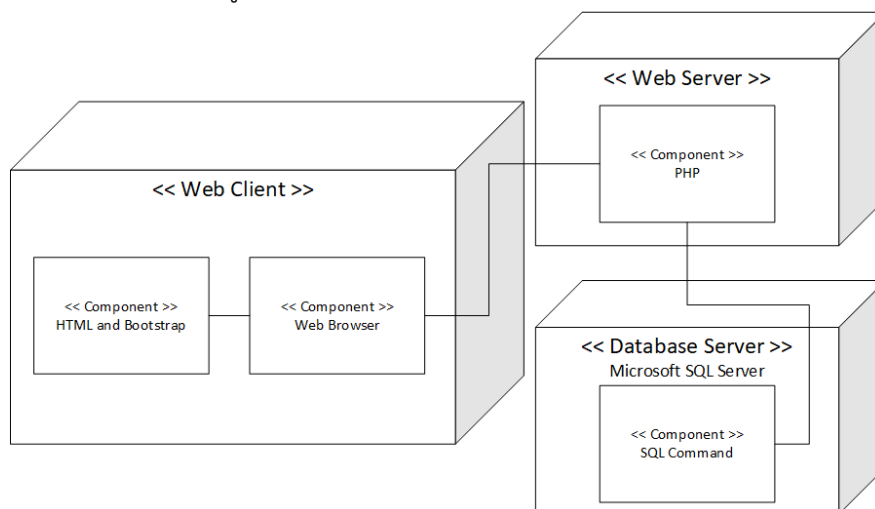 << Web Server >>
<< Component >>
PHP
<< Web Client >>
<< Component >>
HTML and Bootstrap
<< Component >>
Web Browser
<< Database Server >>
Microsoft SQL Server
<< Component >>
SQL Command